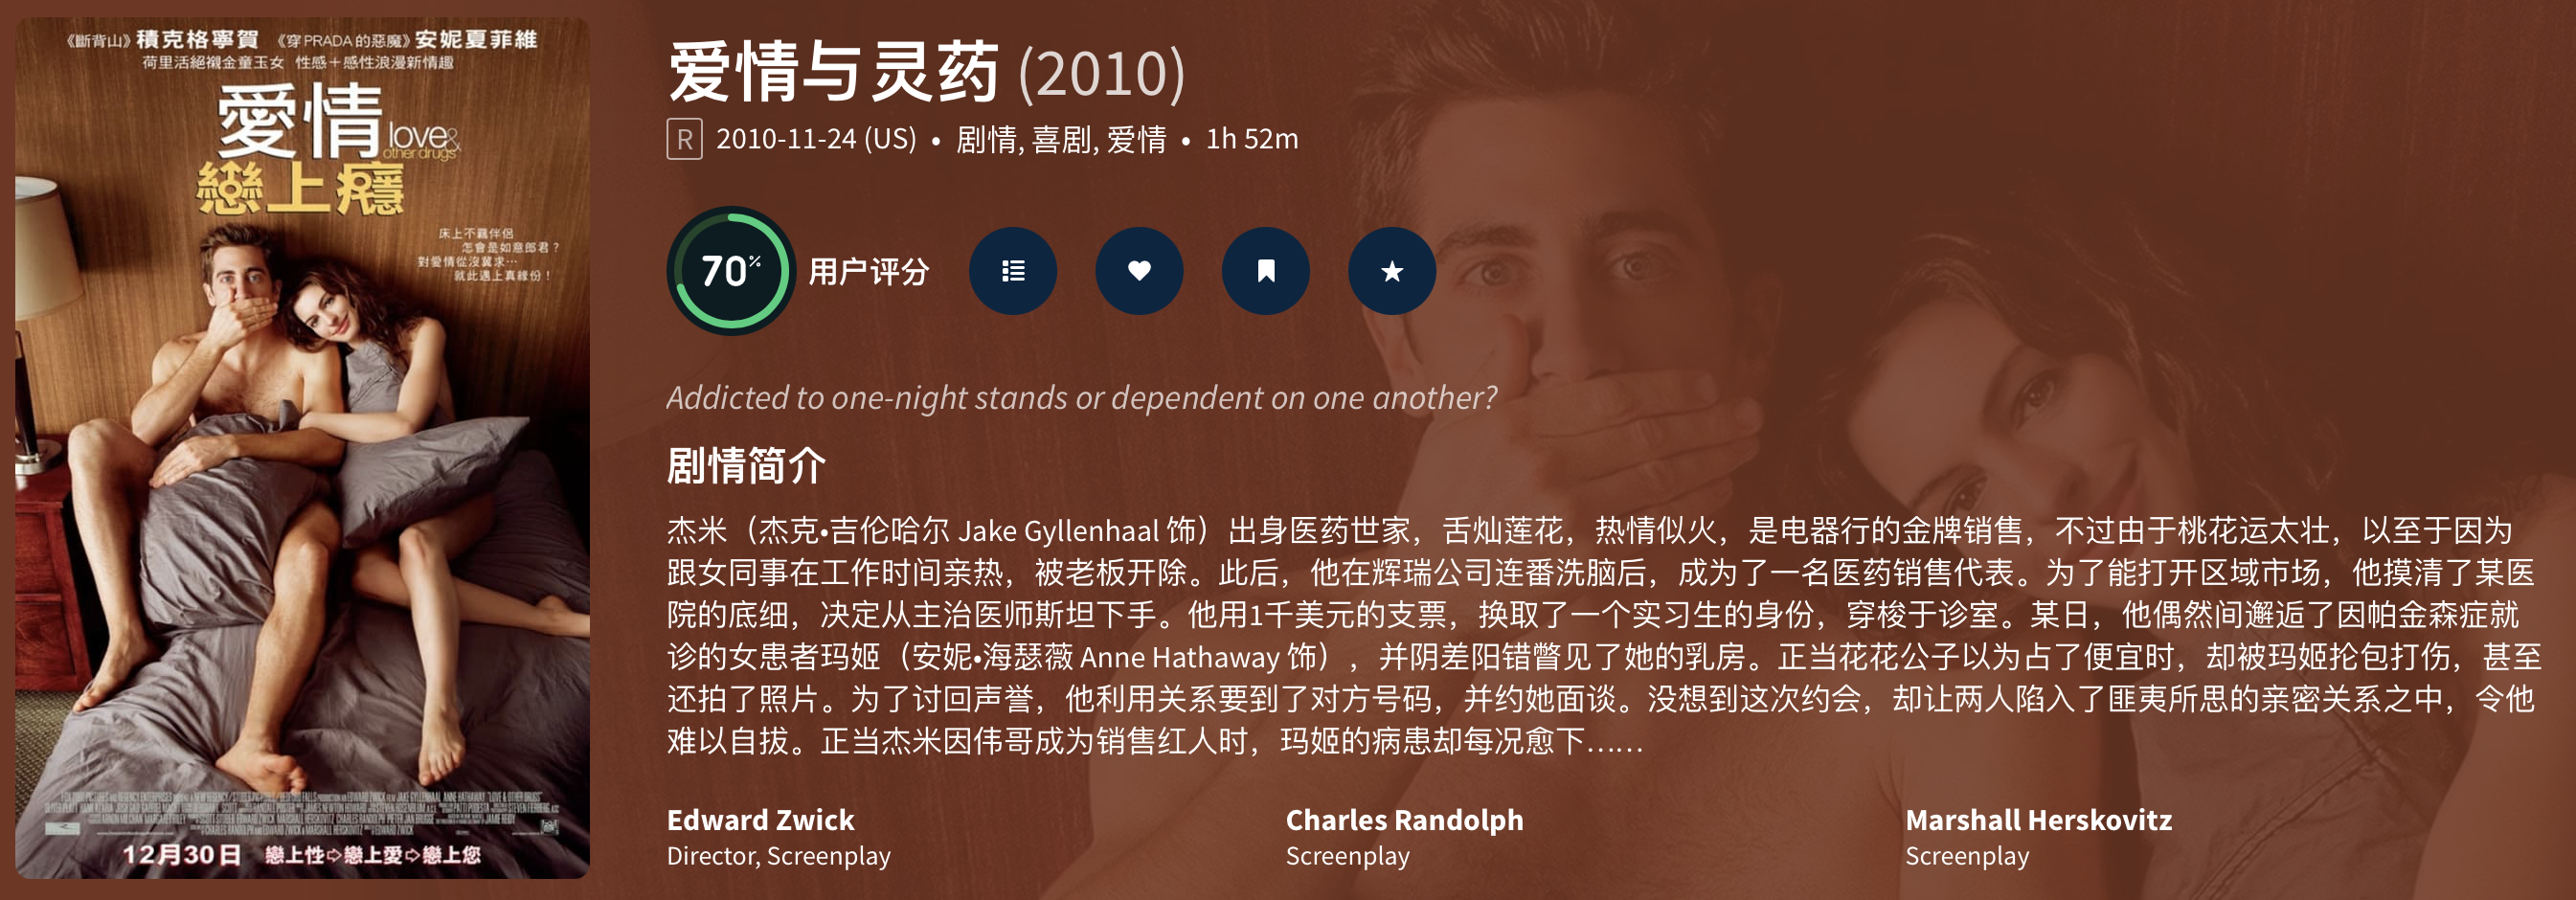 《斷背山》積克格寧賀 《穿PRADA的惡魔》安妮夏菲維
荷里活絕襯金童玉女 性感+感性浪漫新情趣
愛情 love&
other drugs
戀上癮
床上不羈伴侶
怎會是如意郎君？
對愛情從沒冀求…
就此遇上真緣份！
12月30日 戀上性⇨戀上愛⇨戀上您
爱情与灵药 (2010)
R 2010-11-24 (US) • 剧情, 喜剧, 爱情 • 1h 52m
70% 用户评分
Addicted to one-night stands or dependent on one another?
剧情简介
杰米（杰克•吉伦哈尔 Jake Gyllenhaal 饰）出身医药世家，舌灿莲花，热情似火，是电器行的金牌销售，不过由于桃花运太壮，以至于因为
跟女同事在工作时间亲热，被老板开除。此后，他在辉瑞公司连番洗脑后，成为了一名医药销售代表。为了能打开区域市场，他摸清了某医
院的底细，决定从主治医师斯坦下手。他用1千美元的支票，换取了一个实习生的身份，穿梭于诊室。某日，他偶然间邂逅了因帕金森症就
诊的女患者玛姬（安妮•海瑟薇 Anne Hathaway 饰），并阴差阳错瞥见了她的乳房。正当花花公子以为占了便宜时，却被玛姬抡包打伤，甚至
还拍了照片。为了讨回声誉，他利用关系要到了对方号码，并约她面谈。没想到这次约会，却让两人陷入了匪夷所思的亲密关系之中，令他
难以自拔。正当杰米因伟哥成为销售红人时，玛姬的病患却每况愈下……
Edward Zwick
Director, Screenplay
Charles Randolph
Screenplay
Marshall Herskovitz
Screenplay